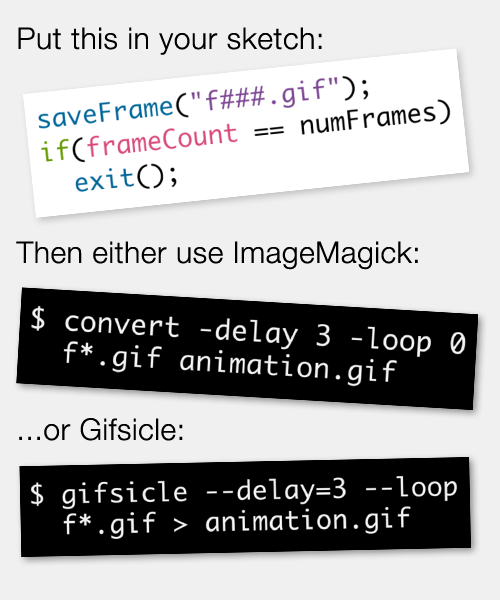 Put this in your sketch:
saveFrame("f###.gif");
if(frameCount == numFrames)
exit();
Then either use ImageMagick:
$ convert -delay 3 -loop 0
f*.gif animation.gif
...or Gifsicle:
$ gifsicle --delay=3 --loop
f*.gif > animation.gif